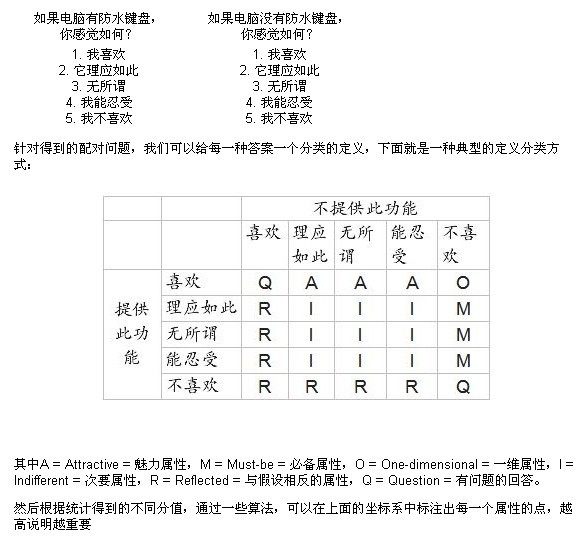 如果电脑有防水键盘， 如果电脑没有防水键盘，
你感觉如何？ 你感觉如何？
1. 我喜欢 1. 我喜欢
2. 它理应如此 2. 它理应如此
3. 无所谓 3. 无所谓
4. 我能忍受 4. 我能忍受
5. 我不喜欢 5. 我不喜欢
针对得到的配对问题，我们可以给每一种答案一个分类的定义，下面就是一种典型的定义分类方
式：
不提供此功能
喜欢 理应如此 无所谓 能忍受 不喜欢
提供此功能
喜欢 Q A A A O
理应如此 R I I I M
无所谓 R I I I M
能忍受 R I I I M
不喜欢 R R R R Q
其中A = Attractive = 魅力属性，M = Must-be = 必备属性，O = One-dimensional = 一维属性，I =
Indifferent = 次要属性，R = Reflected = 与假设相反的属性，Q = Question = 有问题的回答。
然后根据统计得到的不同分值，通过一些算法，可以在上面的坐标系中标注出每一个属性的点，越
高说明越重要